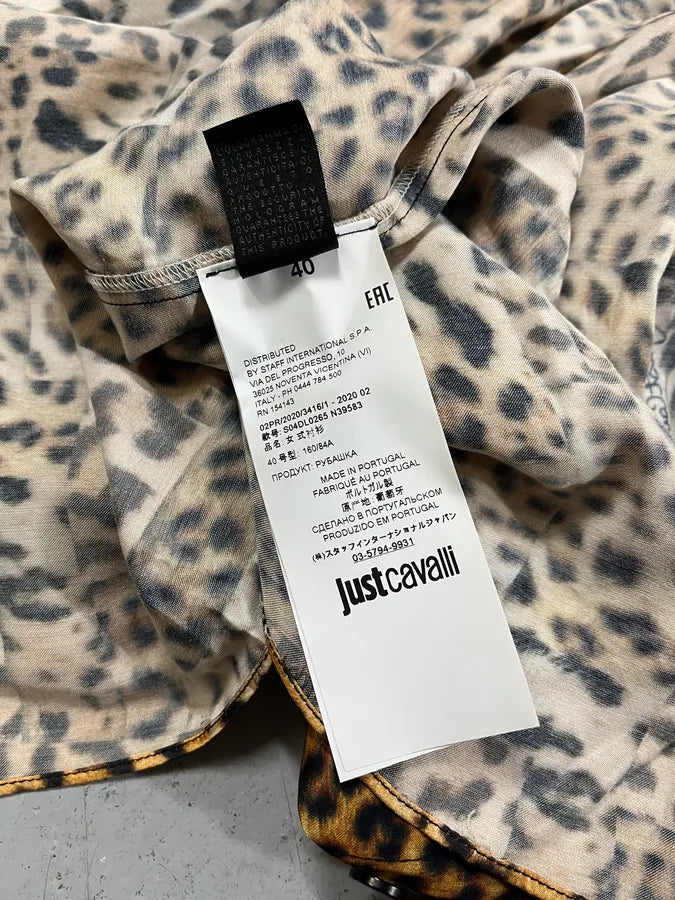 GUARANTEES THE
AUTHENTICITY OF
40
EAC
DISTRIBUTED
BY STAFF INTERNATIONAL S.P.A.
VIA DEL PROGRESSO, 10
36025 NOVENTA VICENTINA (VI)
ITALY - PH 0444 784 500
RN 154143
02PR/2020/3416/1 - 2020 02
款号: S04DL0265 N39583
品名: 女式衬衫
40 号型: 160/84A
ПРОДУКТ: РУБАШКА
MADE IN PORTUGAL
FABRIQUÉ AU PORTUGAL
ポルトガル製
原产地: 葡萄牙
СДЕЛАНО В ПОРТУГАЛЬСКОМ
PRODUZIDO EM PORTUGAL
(株)スタッフインターナショナルジャパン
03-5794-9931
justcavalli